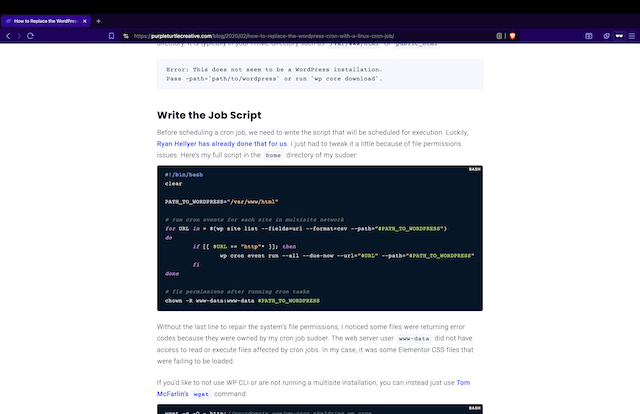 How to Replace the WordPres
https://purpleturtlecreative.com/blog/2020/02/how-to-replace-the-wordpress-cron-with-a-linux-cron-job/
directory. It is typically in your HTML directory such as `/var/www/html` or `public_html`
Error: This does not seem to be a WordPress installation.
Pass -path=`path/to/wordpress` or run `wp core download`.
Write the Job Script
Before scheduling a cron job, we need to write the script that will be scheduled for execution. Luckily,
Ryan Hellyer has already done that for us. I just had to tweak it a little because of file permissions
issues. Here's my full script in the home directory of my sudoer:
BASH
#!/bin/bash
clear
PATH_TO_WORDPRESS="/var/www/html"
# run cron events for each site in multisite network
for URL in = #(wp site list --fields=url --format=csv --path="#PATH_TO_WORDPRESS")
do
if [[ #URL == "http"* ]]; then
wp cron event run --all --due-now --url="#URL" --path="#PATH_TO_WORDPRESS"
fi
done
# fix permissions after running cron tasks
chown -R www-data:www-data #PATH_TO_WORDPRESS
Without the last line to repair the system's file permissions, I noticed some files were returning error
codes because they were owned by my cron job sudoer. The web server user www-data did not have
access to read or execute files affected by cron jobs. In my case, it was some Elementor CSS files that
were failing to be loaded.
If you'd like to not use WP CLI or are not running a multisite installation, you can instead just use Tom
McFarlin's wget command:
BASH